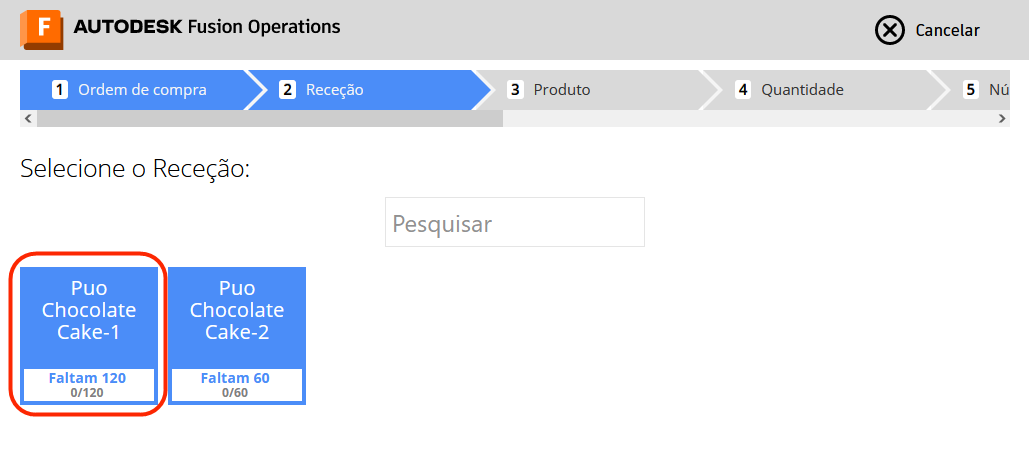 F AUTODESK Fusion Operations
Cancelar
1 Ordem de compra
2 Receção
3 Produto
4 Quantidade
5 Nú
Selecione o Receção:
Pesquisar
Puo
Chocolate
Cake-1
Faltam 120
0/120
Puo
Chocolate
Cake-2
Faltam 60
0/60